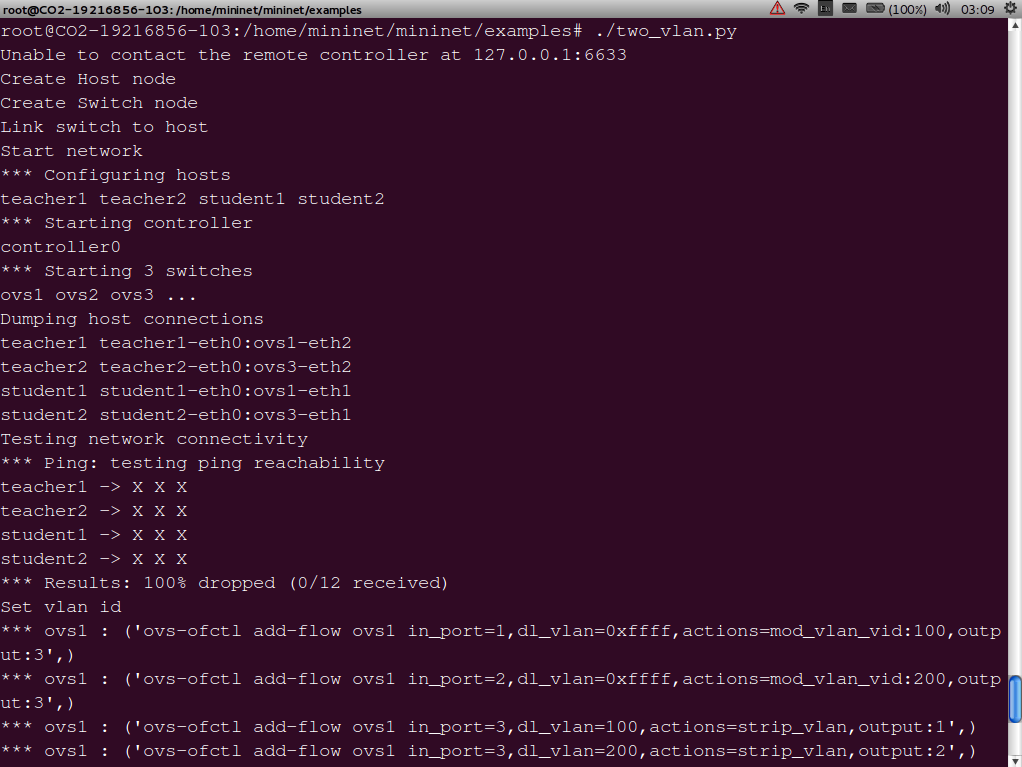 root@CO2-19216856-103: /home/mininet/mininet/examples
En (100%) 03:09
root@CO2-19216856-103:/home/mininet/mininet/examples# ./two_vlan.py
Unable to contact the remote controller at 127.0.0.1:6633
Create Host node
Create Switch node
Link switch to host
Start network
*** Configuring hosts
teacher1 teacher2 student1 student2
*** Starting controller
controller0
*** Starting 3 switches
ovs1 ovs2 ovs3 ...
Dumping host connections
teacher1 teacher1-eth0:ovs1-eth2
teacher2 teacher2-eth0:ovs3-eth2
student1 student1-eth0:ovs1-eth1
student2 student2-eth0:ovs3-eth1
Testing network connectivity
*** Ping: testing ping reachability
teacher1 -> X X X
teacher2 -> X X X
student1 -> X X X
student2 -> X X X
*** Results: 100% dropped (0/12 received)
Set vlan id
*** ovs1 : ('ovs-ofctl add-flow ovs1 in_port=1,dl_vlan=0xffff,actions=mod_vlan_vid:100,outp
ut:3',)
*** ovs1 : ('ovs-ofctl add-flow ovs1 in_port=2,dl_vlan=0xffff,actions=mod_vlan_vid:200,outp
ut:3',)
*** ovs1 : ('ovs-ofctl add-flow ovs1 in_port=3,dl_vlan=100,actions=strip_vlan,output:1',)
*** ovs1 : ('ovs-ofctl add-flow ovs1 in_port=3,dl_vlan=200,actions=strip_vlan,output:2',)